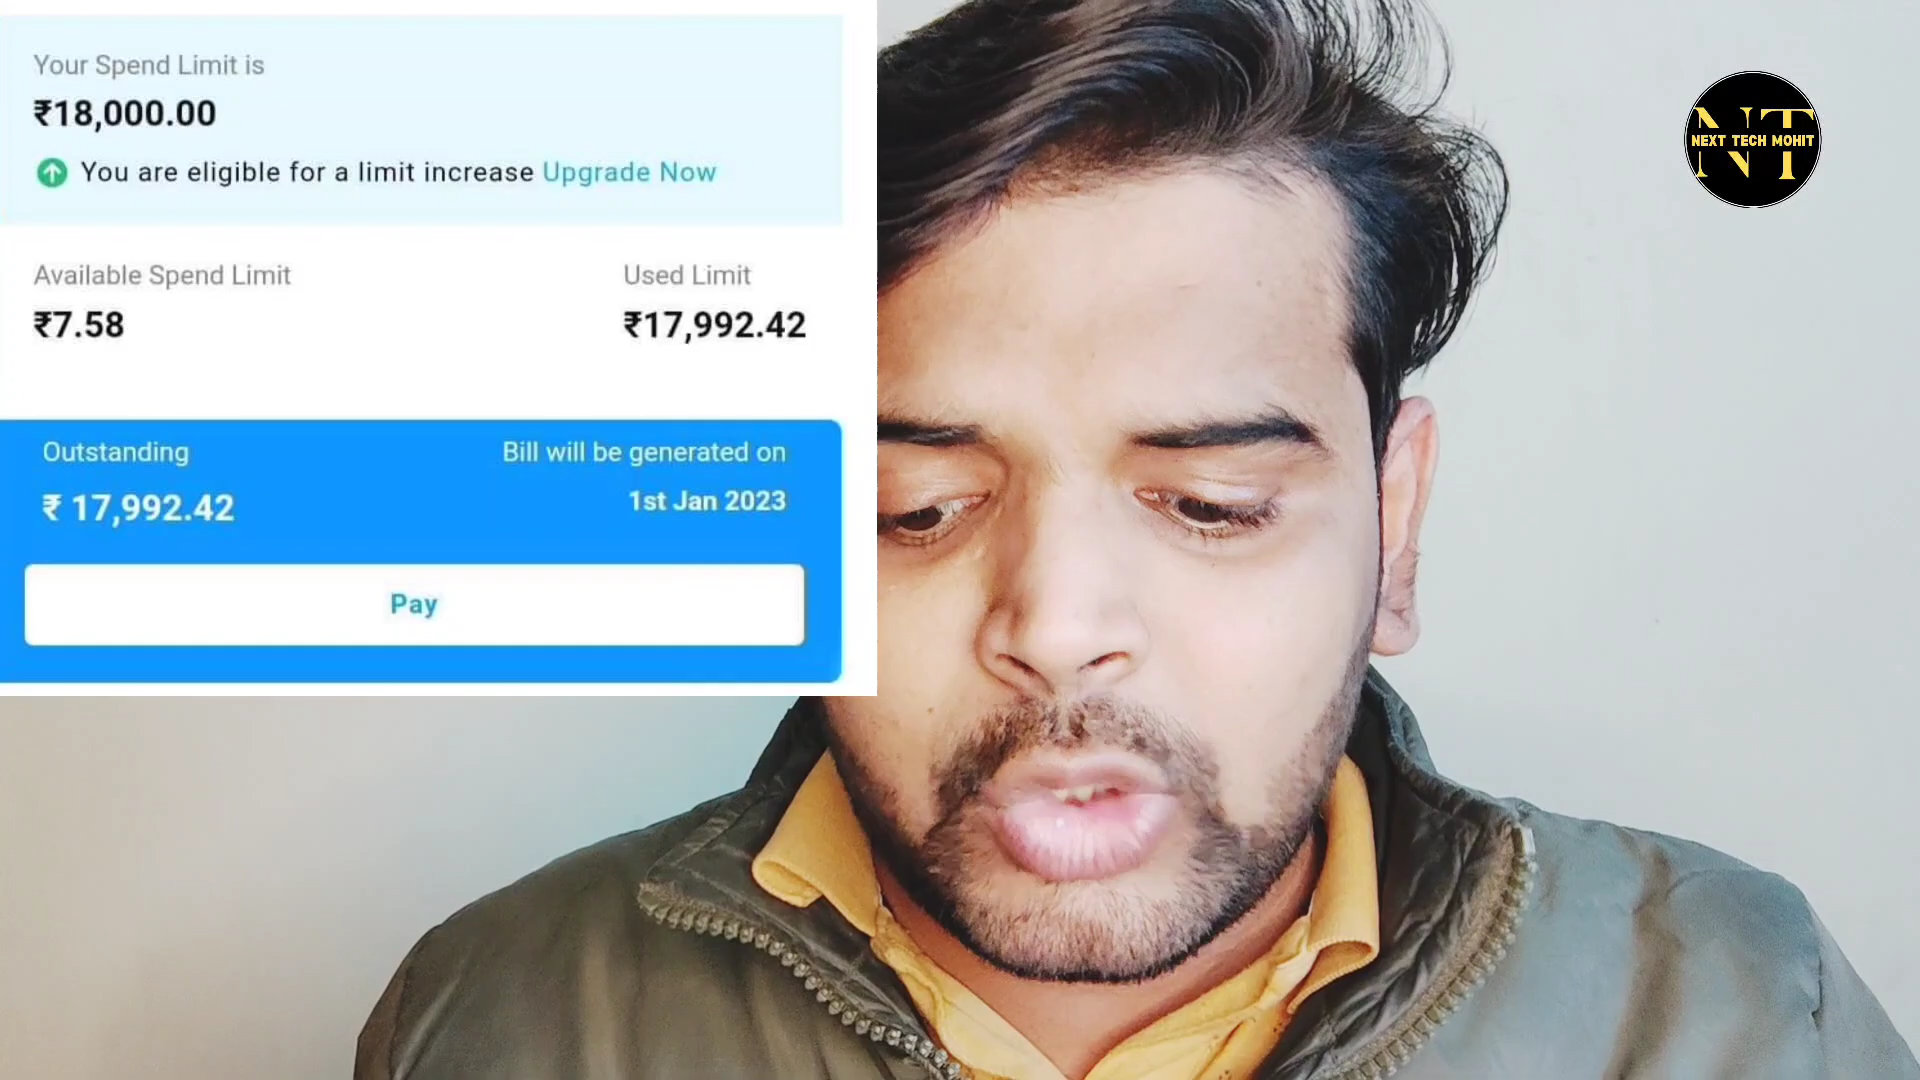 Your Spend Limit is
₹18,000.00
You are eligible for a limit increase Upgrade Now
Available Spend Limit
Used Limit
₹7.58
₹17,992.42
Outstanding
Bill will be generated on
₹ 17,992.42
1st Jan 2023
Pay
NT
NEXT TECH MOHIT